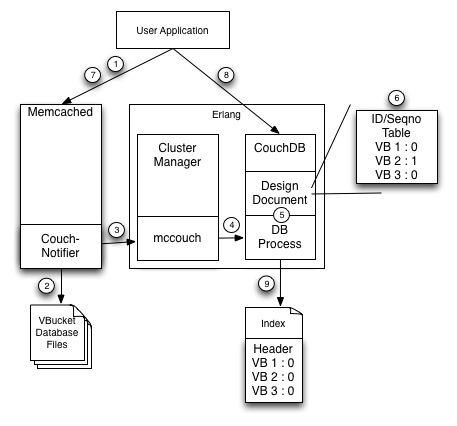 User Application
1
7
8
6
Memcached
Erlang
ID/Seqno
Table
VB 1 : 0
VB 2 : 1
VB 3 : 0
Cluster
Manager
CouchDB
Design
Document
5
3
4
Couch-
Notifier
mccouch
DB
Process
2
9
VBucket
Database
Files
Index
Header
VB 1 : 0
VB 2 : 0
VB 3 : 0